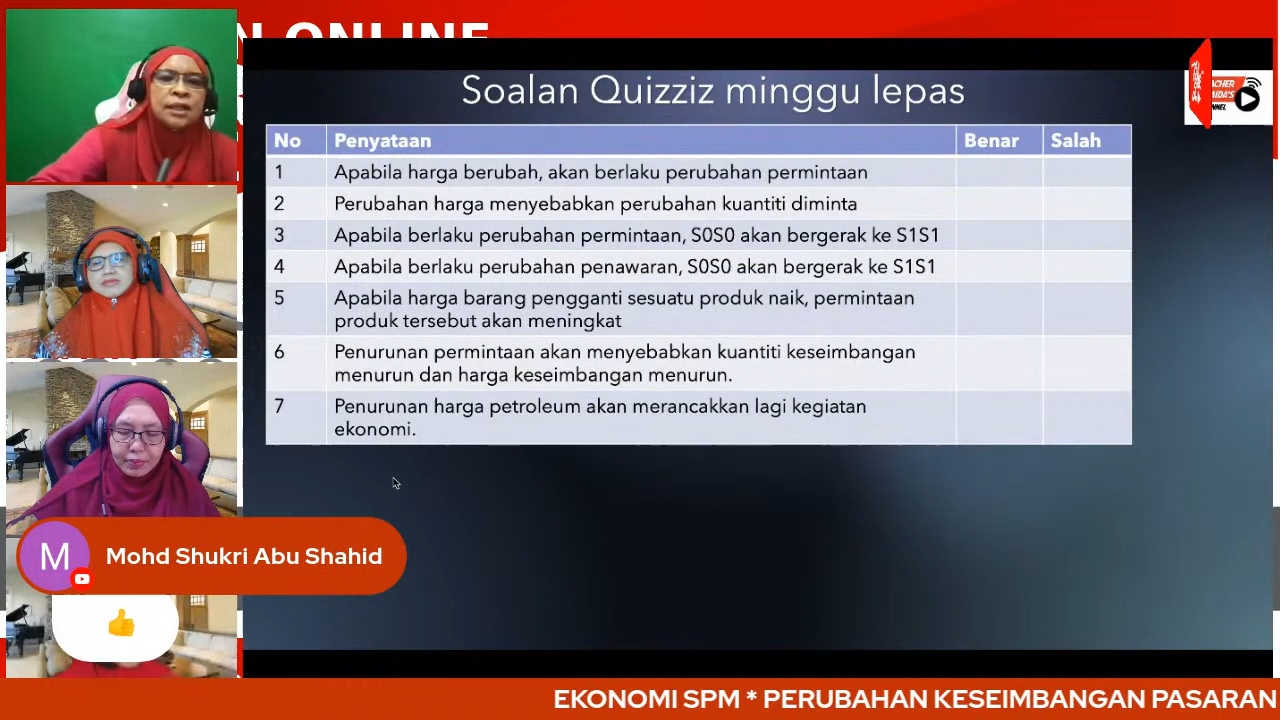 ONLINE
Soalan Quizziz minggu lepas
No Penyataan Benar Salah
1 Apabila harga berubah, akan berlaku perubahan permintaan
2 Perubahan harga menyebabkan perubahan kuantiti diminta
3 Apabila berlaku perubahan permintaan, S0S0 akan bergerak ke S1S1
4 Apabila berlaku perubahan penawaran, S0S0 akan bergerak ke S1S1
5 Apabila harga barang pengganti sesuatu produk naik, permintaan
produk tersebut akan meningkat
6 Penurunan permintaan akan menyebabkan kuantiti keseimbangan
menurun dan harga keseimbangan menurun.
7 Penurunan harga petroleum akan merancakkan lagi kegiatan
ekonomi.
M
Mohd Shukri Abu Shahid
EKONOMI SPM * PERUBAHAN KESEIMBANGAN PASARAN